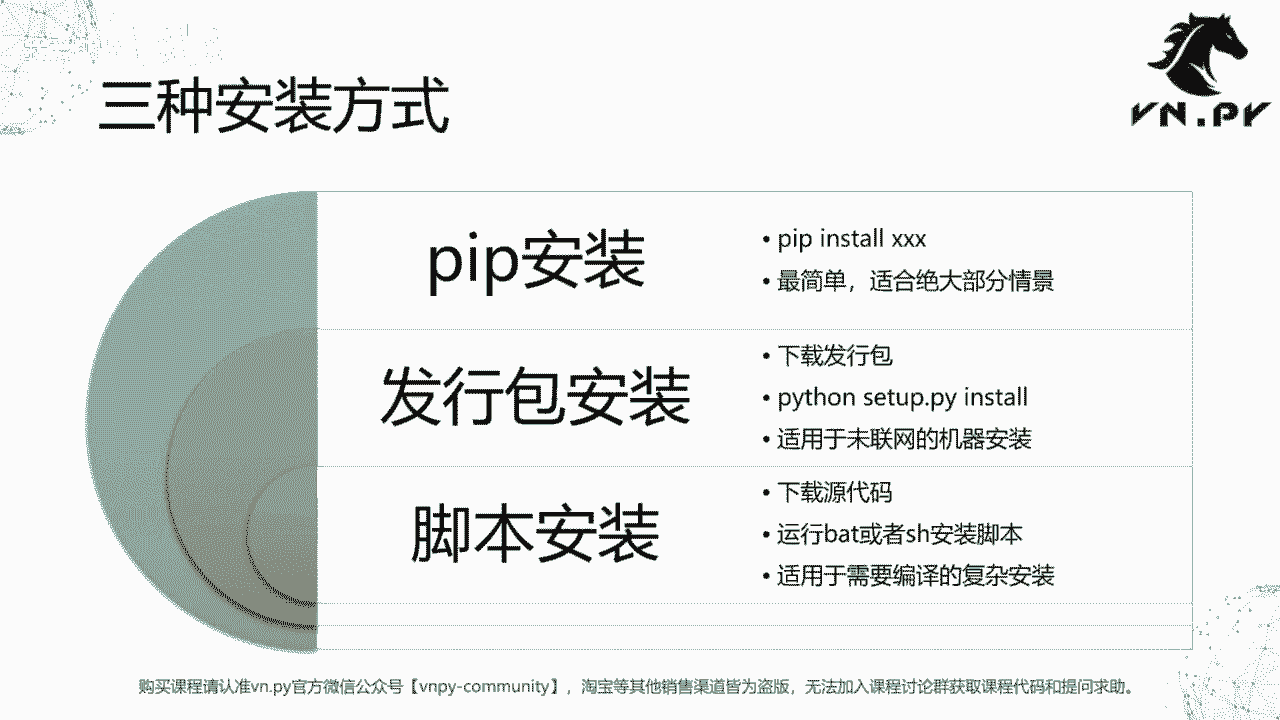 三种安装方式
VN.PY
pip安装
• pip install xxx
• 最简单，适合绝大部分情景
发行包安装
• 下载发行包
• python setup.py install
• 适用于未联网的机器安装
脚本安装
• 下载源代码
• 运行bat或者sh安装脚本
• 适用于需要编译的复杂安装
购买课程请认准vn.py官方微信公众号【vnpy-community】，淘宝等其他销售渠道皆为盗版，无法加入课程讨论群获取课程代码和提问求助。